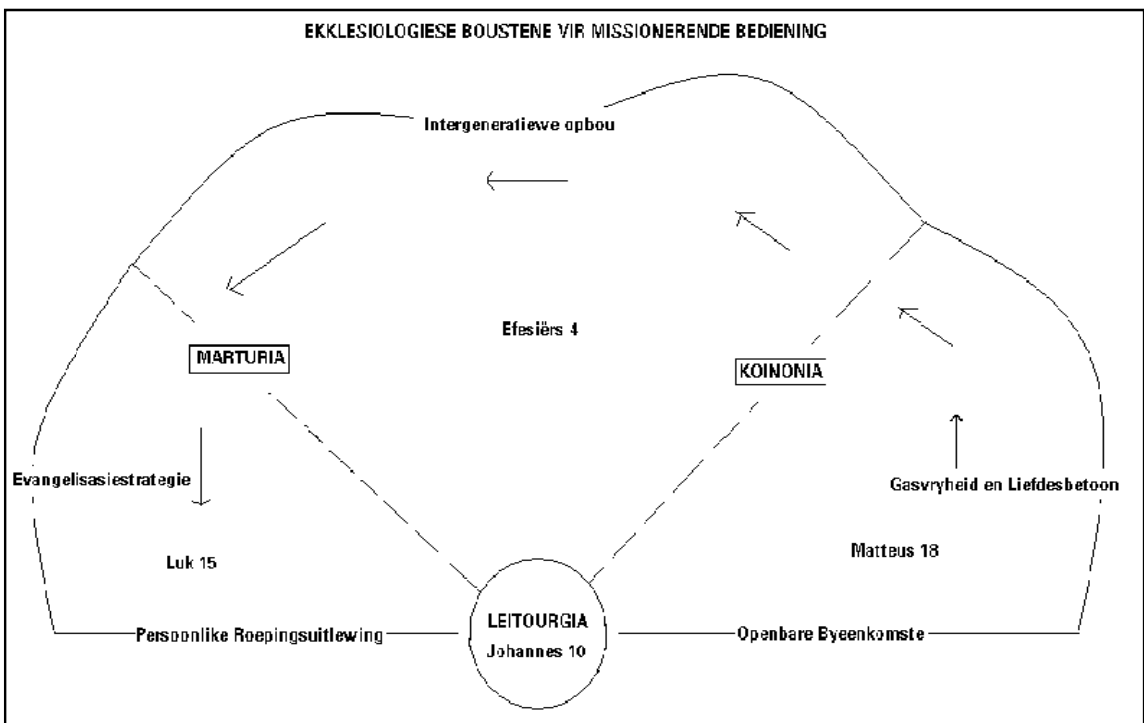 EKKLESIOLOGIESE BOUSTENE VIR MISSIONERENDE BEDIENING
Intergeneratiewe opbou
Efesiërs 4
MARTURIA
KOINONIA
Evangelisasiestrategie
Gasvryheid en Liefdesbetoon
Luk 15
Matteus 18
LEITOURGIA
Johannes 10
Persoonlike Roepingsuitlewing
Openbare Byeenkomste